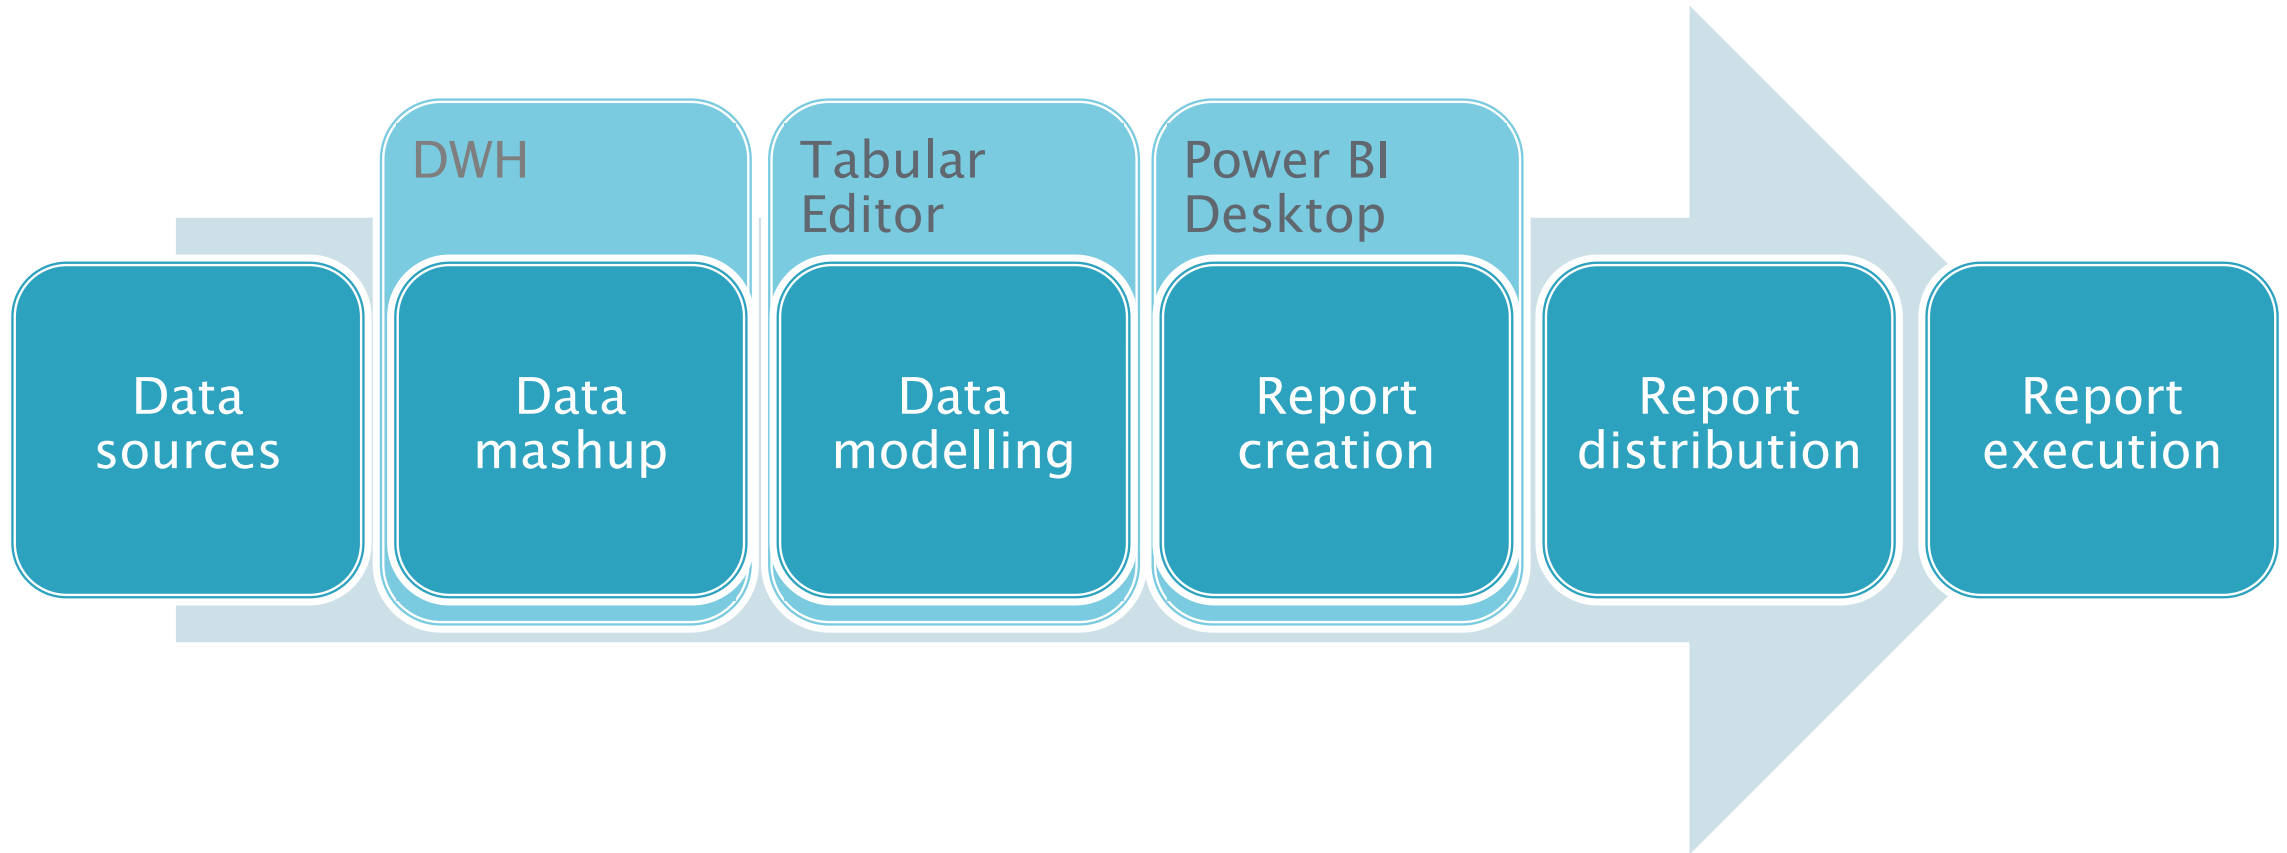 DWH
Tabular
Editor
Power BI
Desktop
Data
sources
Data
mashup
Data
modelling
Report
creation
Report
distribution
Report
execution